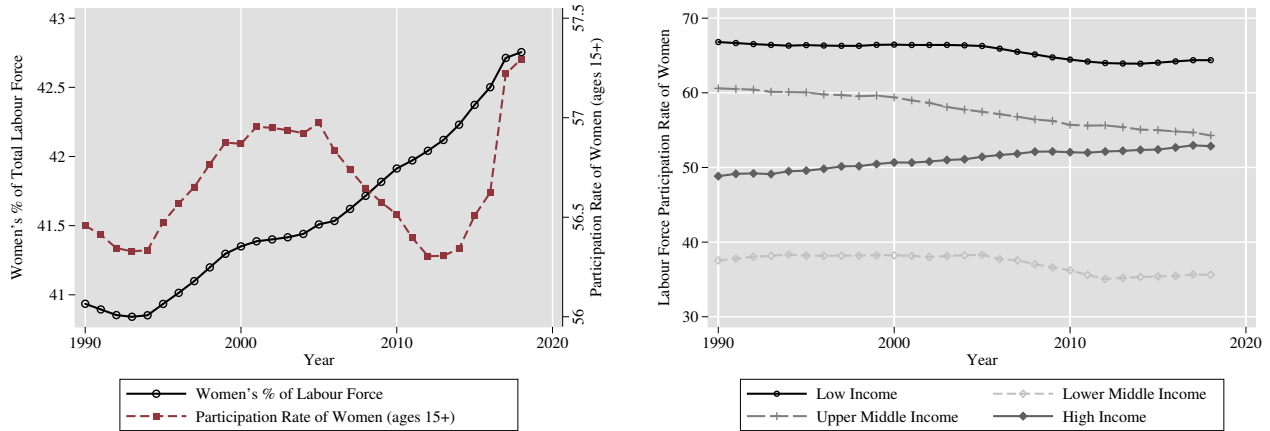 Women's % of Total Labour Force
43
42.5
42
41.5
41
57.5
57
56.5
56
Participation Rate of Women (ages 15+)
1990 2000 2010 2020
Year
Women's % of Labour Force
Participation Rate of Women (ages 15+)
Labour Force Participation Rate of Women
70
60
50
40
30
1990 2000 2010 2020
Year
Low Income Lower Middle Income
Upper Middle Income High Income